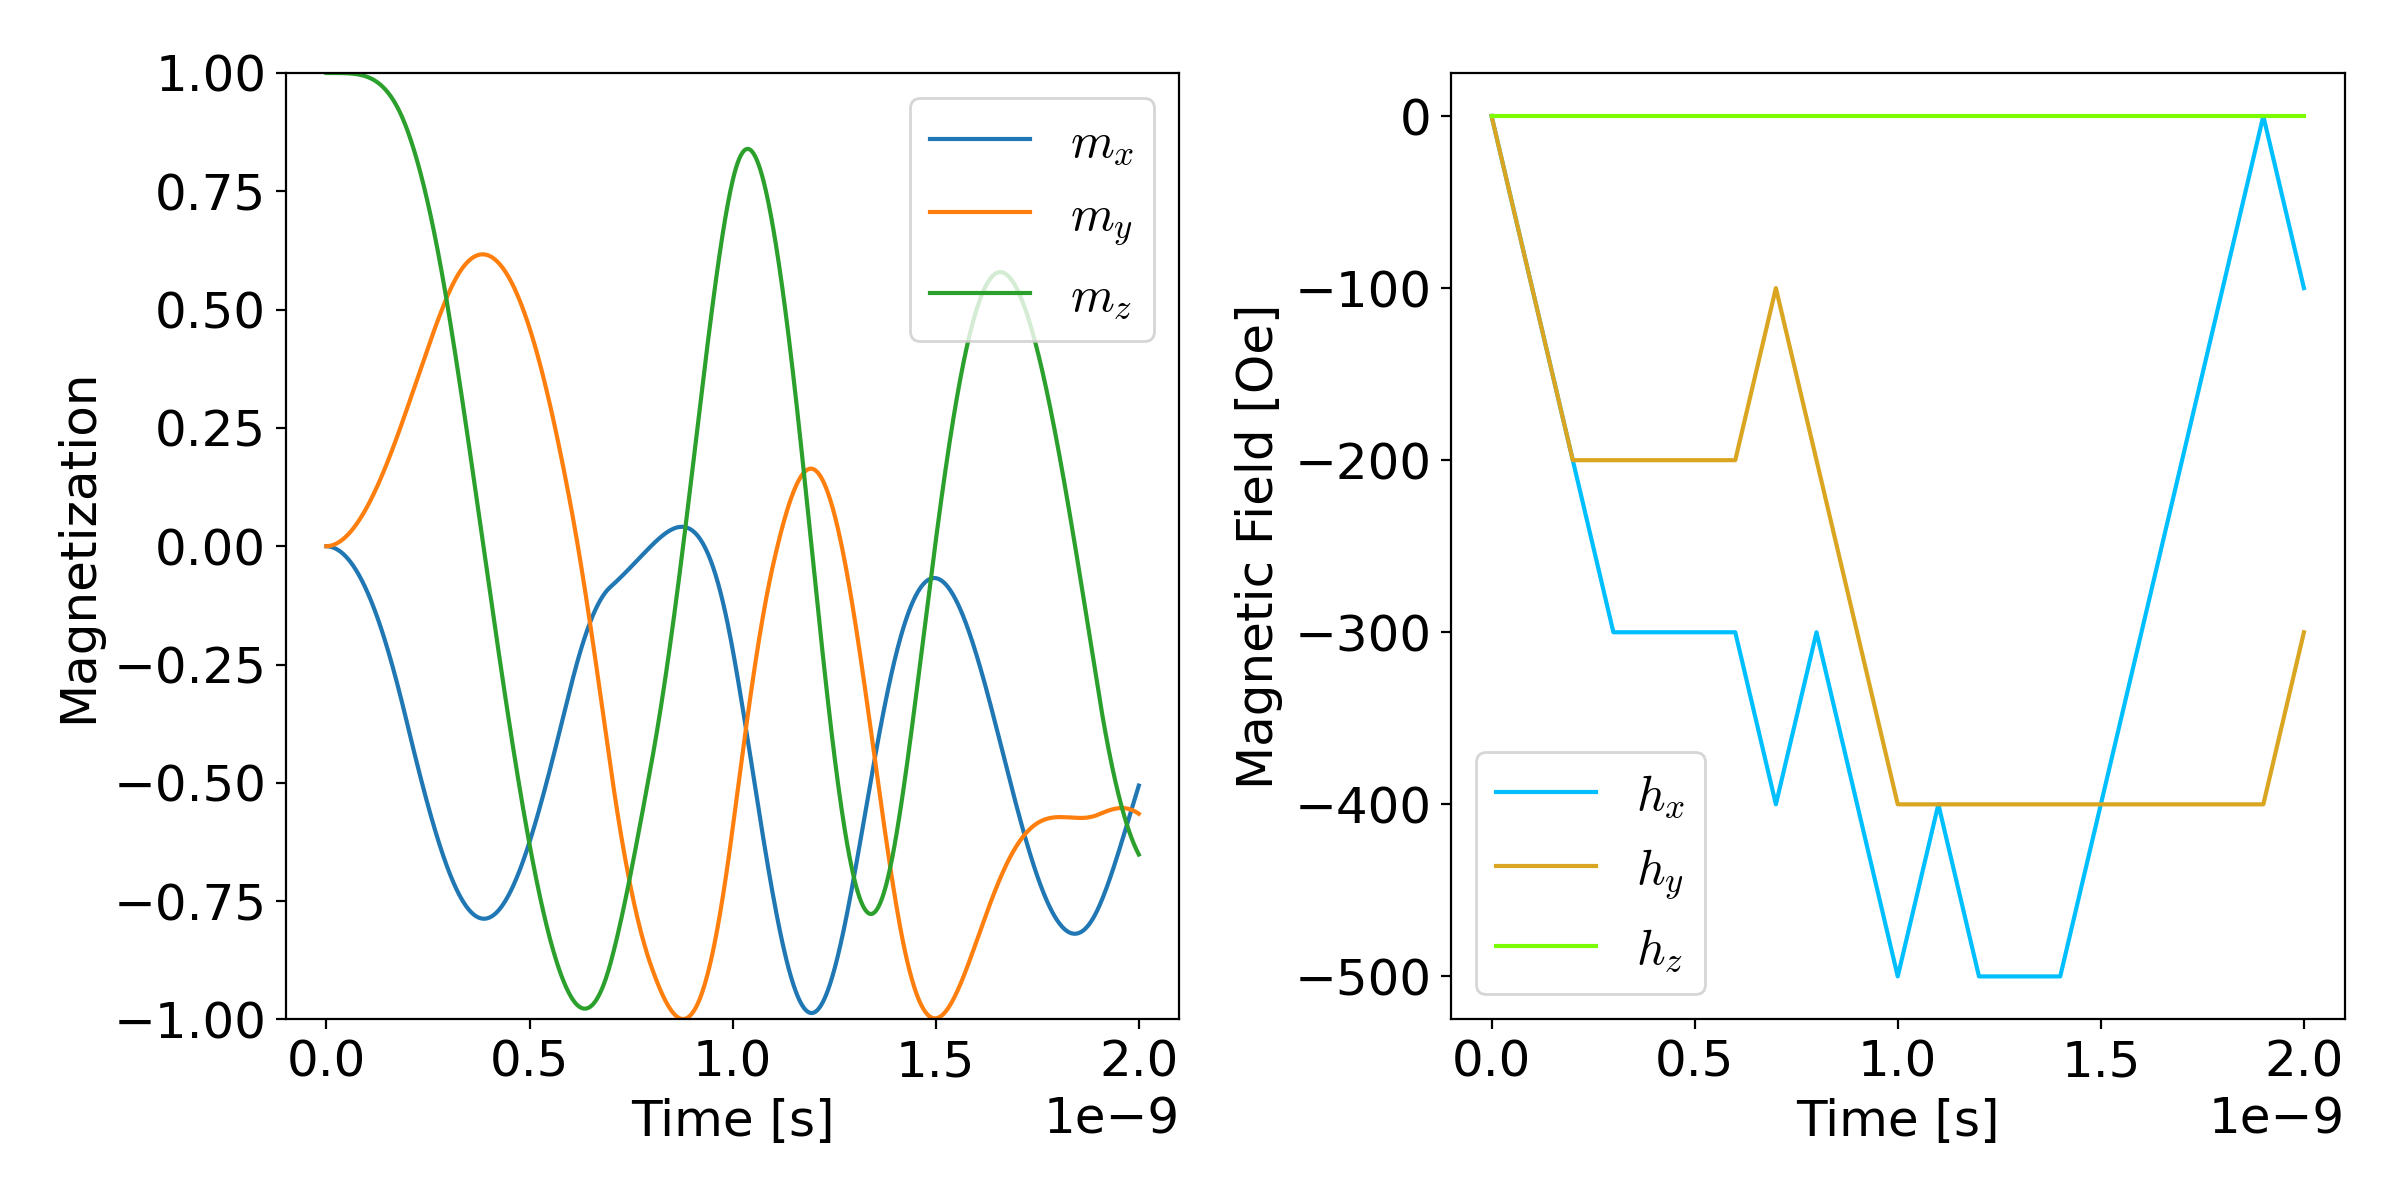 Magnetization
1.00
0.75
0.50
0.25
0.00
−0.25
−0.50
−0.75
−1.00
0.0 0.5 1.0 1.5 2.0
Time [s]
1e−9
m_x
m_y
m_z
Magnetic Field [Oe]
0
−100
−200
−300
−400
−500
0.0 0.5 1.0 1.5 2.0
Time [s]
1e−9
h_x
h_y
h_z